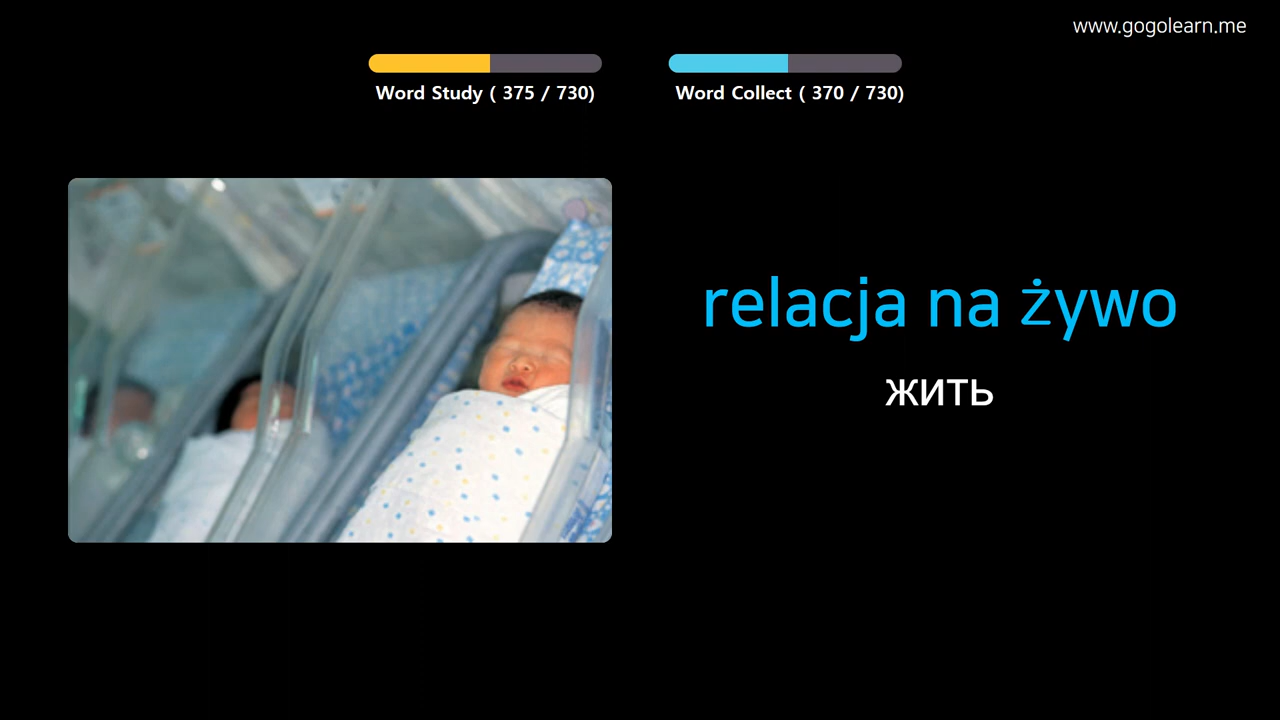 www.gogolearn.me
Word Study ( 375 / 730)
Word Collect ( 370 / 730)
relacja na żywo
жить